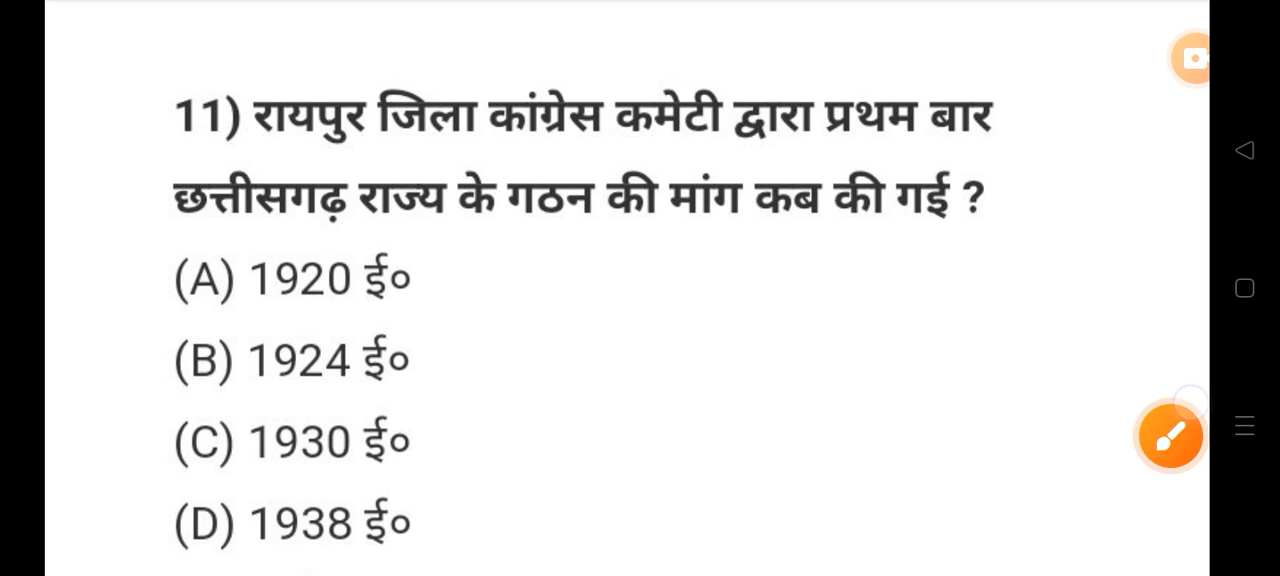 11) रायपुर जिला कांग्रेस कमेटी द्वारा प्रथम बार
छत्तीसगढ़ राज्य के गठन की मांग कब की गई ?
(A) 1920 ई०
(B) 1924 ई०
(C) 1930 ई०
(D) 1938 ई०